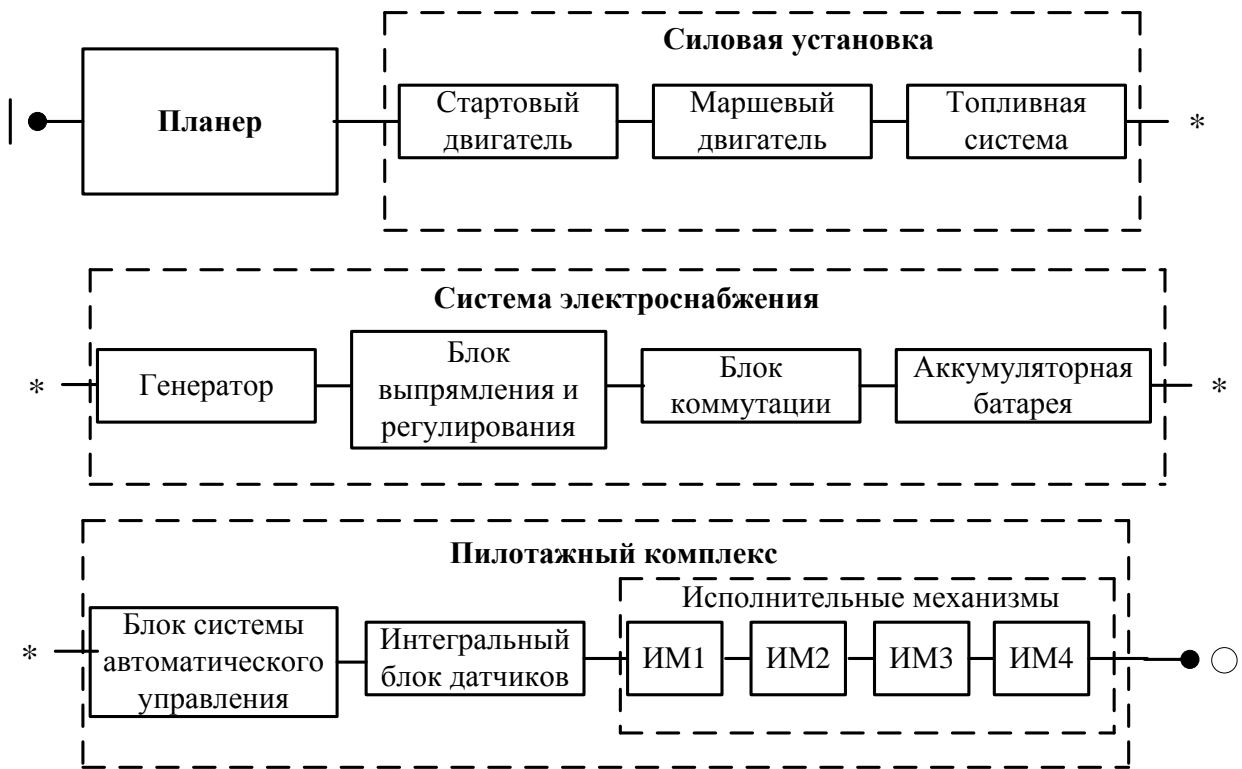 Силовая установка
Планер
Стартовый
двигатель
Маршевый
двигатель
Топливная
система
*
Система электроснабжения
*
Генератор
Блок
выпрямления и
регулирования
Блок
коммутации
Аккумуляторная
батарея
*
Пилотажный комплекс
*
Блок системы
автоматического
управления
Интегральный
блок датчиков
Исполнительные механизмы
ИМ1
ИМ2
ИМ3
ИМ4